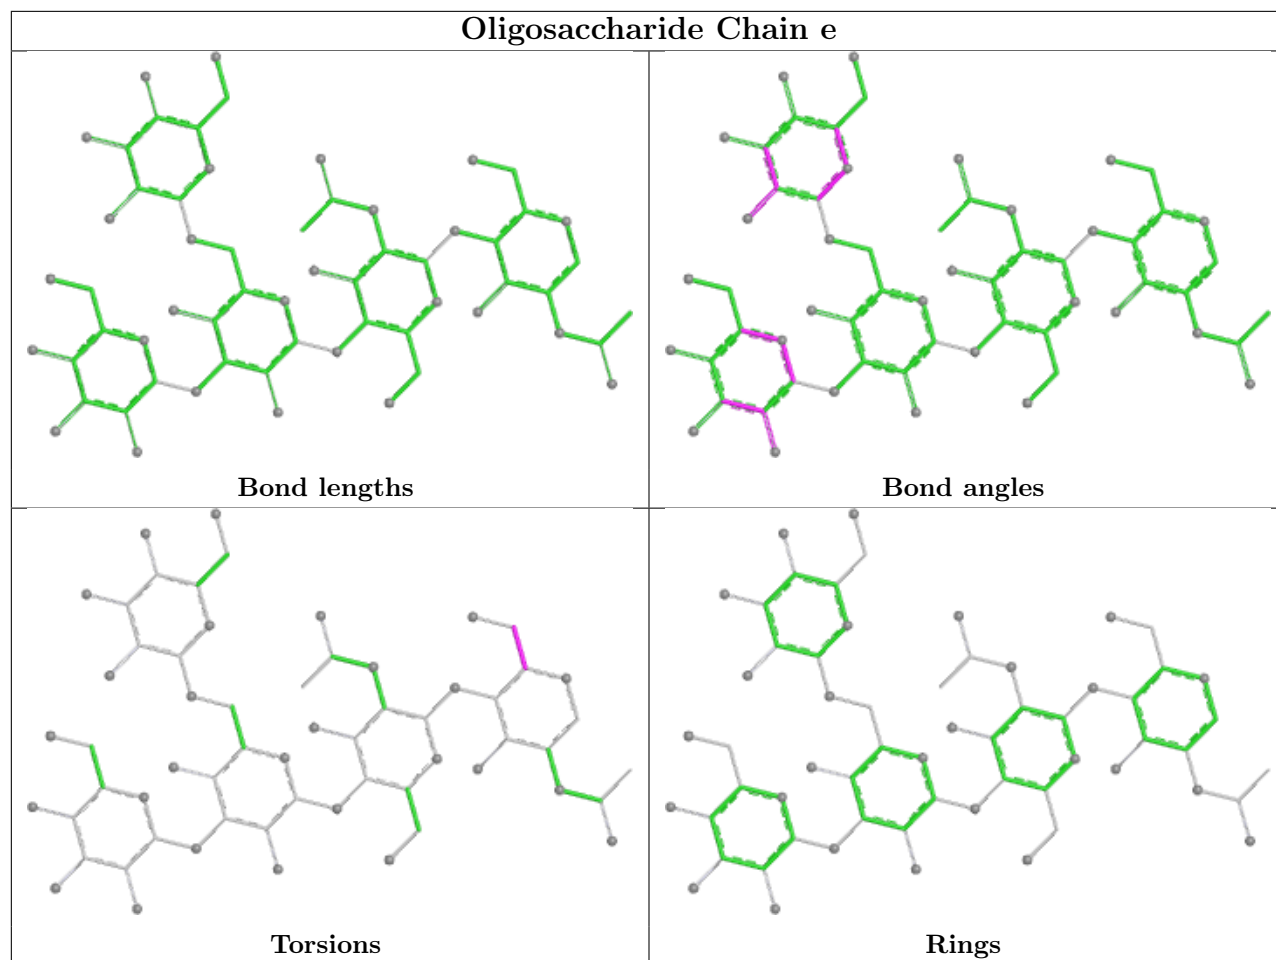 Oligosaccharide Chain e
Bond lengths
Bond angles
Torsions
Rings